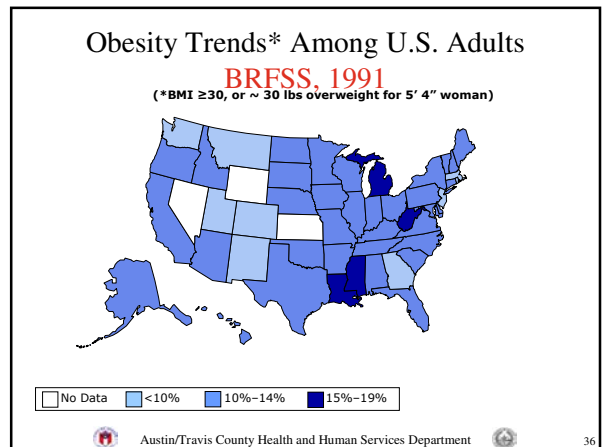 Obesity Trends* Among U.S. Adults
BRFSS, 1991
(*BMI ≥30, or ~ 30 lbs overweight for 5’ 4” woman)
No Data <10% 10%–14% 15%–19%
Austin/Travis County Health and Human Services Department 36